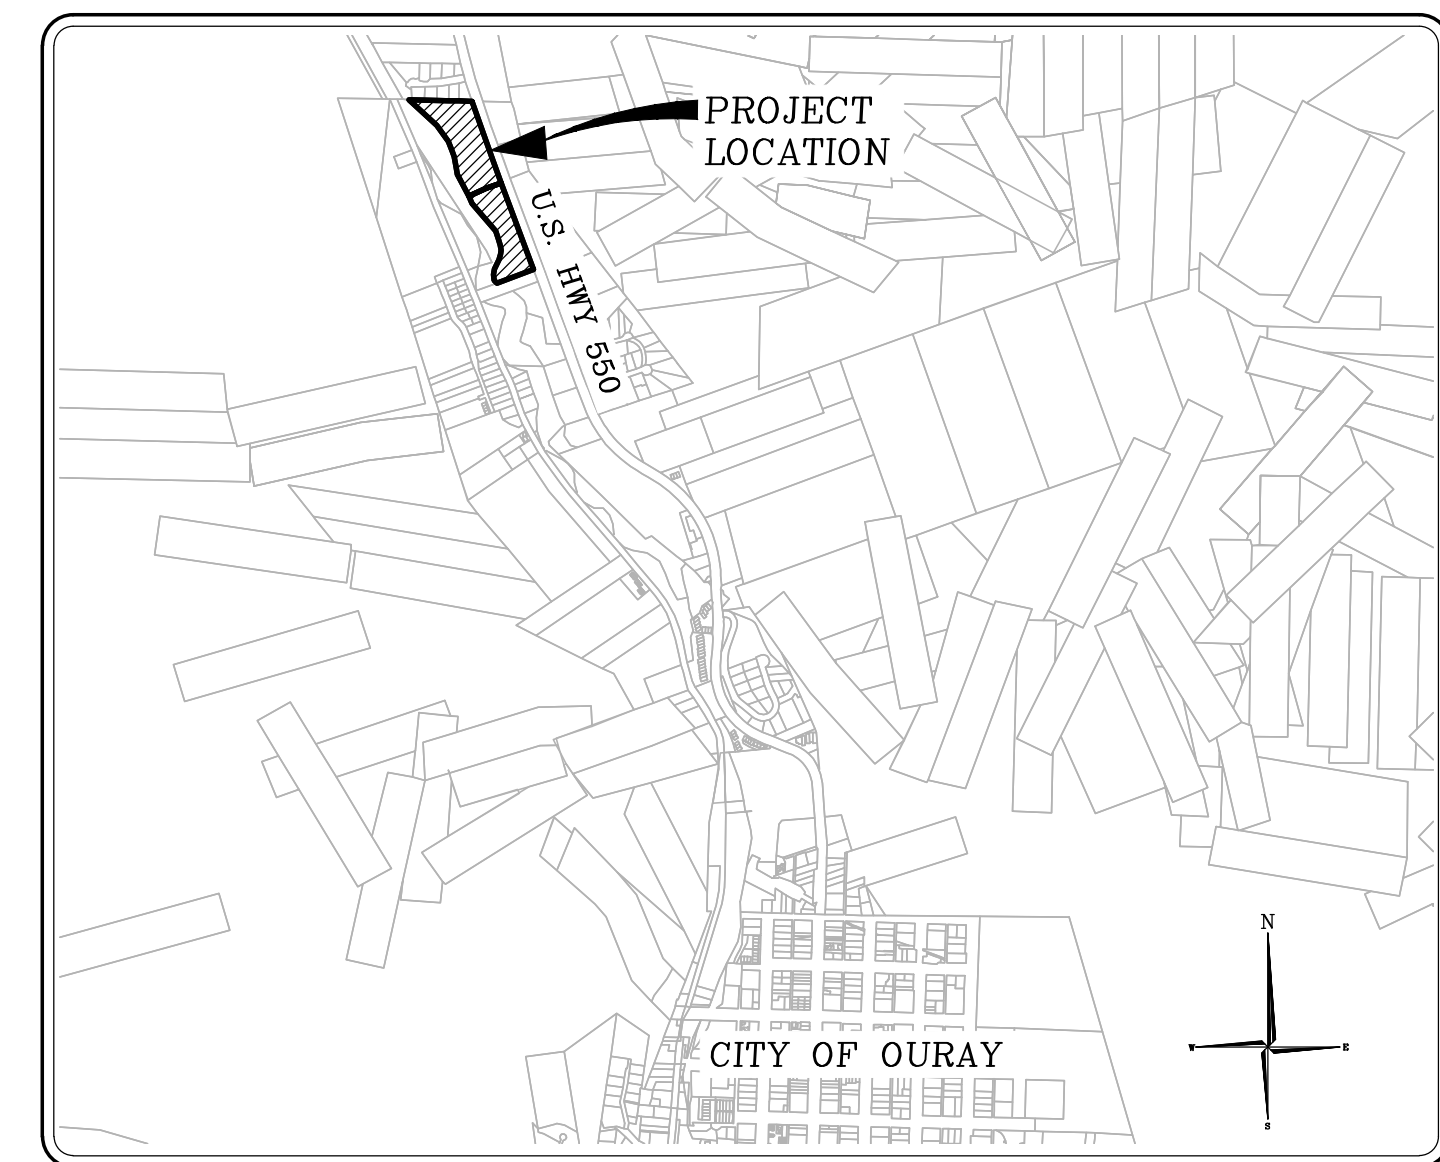 PROJECT
LOCATION
U.S. HWY 550
N
W
E
S
CITY OF OURAY